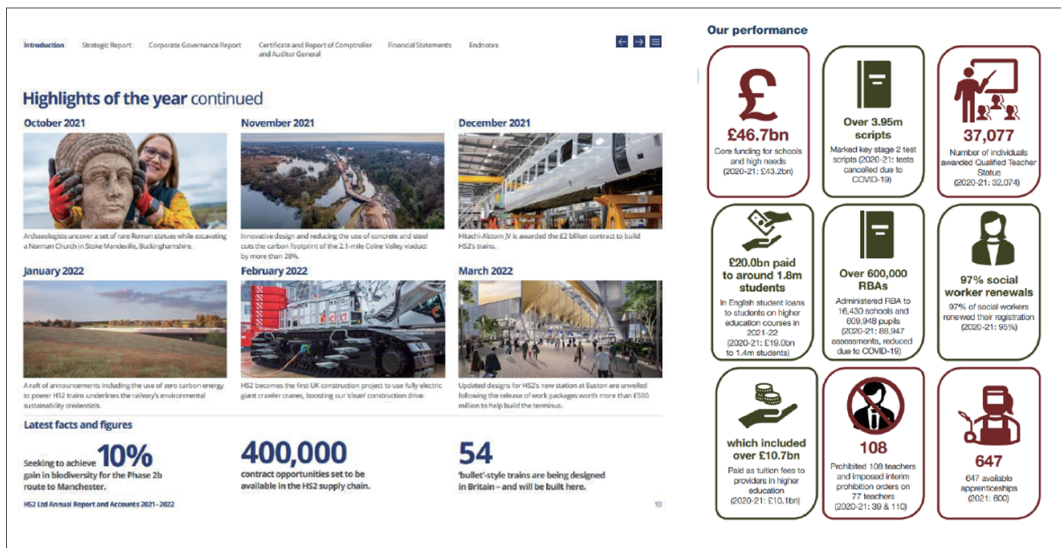 Introduction
Strategic Report
Corporate Governance Report
Certificate and Report of Comptroller
and Auditor General
Financial Statements
Endnotes
Highlights of the year continued
October 2021
Archaeologists uncover a set of rare Roman statues while excavating
a Norman Church in Stoke Mandeville, Buckinghamshire.
November 2021
Innovative design and reducing the use of concrete and steel
cuts the carbon footprint of the 2.1-mile Colne Valley viaduct
by more than 28%.
December 2021
Hitachi-Alstom JV is awarded the £2 billion contract to build
HS2's trains.
January 2022
A raft of announcements including the use of zero carbon energy
to power HS2 trains underlines the railway's environmental
sustainability credentials.
February 2022
HS2 becomes the first UK construction project to use fully electric
giant crawler cranes, boosting our 'clean' construction drive.
March 2022
Updated designs for HS2's new station at Euston are unveiled
following the release of work packages worth more than £500
million to help build the terminus.
Latest facts and figures
Seeking to achieve 10%
gain in biodiversity for the Phase 2b
route to Manchester.
400,000
contract opportunities set to be
available in the HS2 supply chain.
54
'bullet'-style trains are being designed
in Britain – and will be built here.
HS2 Ltd Annual Report and Accounts 2021–2022
10
Our performance
£46.7bn
Core funding for schools
and high needs
(2020-21: £43.2bn)
Over 3.95m
scripts
Marked key stage 2 test
scripts (2020-21: tests
cancelled due to
COVID-19)
37,077
Number of individuals
awarded Qualified Teacher
Status
(2020-21: 32,074)
£20.0bn paid
to around 1.8m
students
In English student loans
to students on higher
education courses in
2021-22
(2020-21: £19.0bn
to 1.4m students)
Over 600,000
RBAs
Administered RBA to
16,430 schools and
609,948 pupils
(2020-21: 88,947
assessments, reduced
due to COVID-19)
97% social
worker renewals
97% of social workers
renewed their registration
(2020-21: 95%)
which included
over £10.7bn
Paid as tuition fees to
providers in higher
education
(2020-21: £10.1bn)
108
Prohibited 108 teachers
and imposed interim
prohibition orders on
77 teachers
(2020-21: 39 & 110)
647
647 available
apprenticeships
(2021: 600)